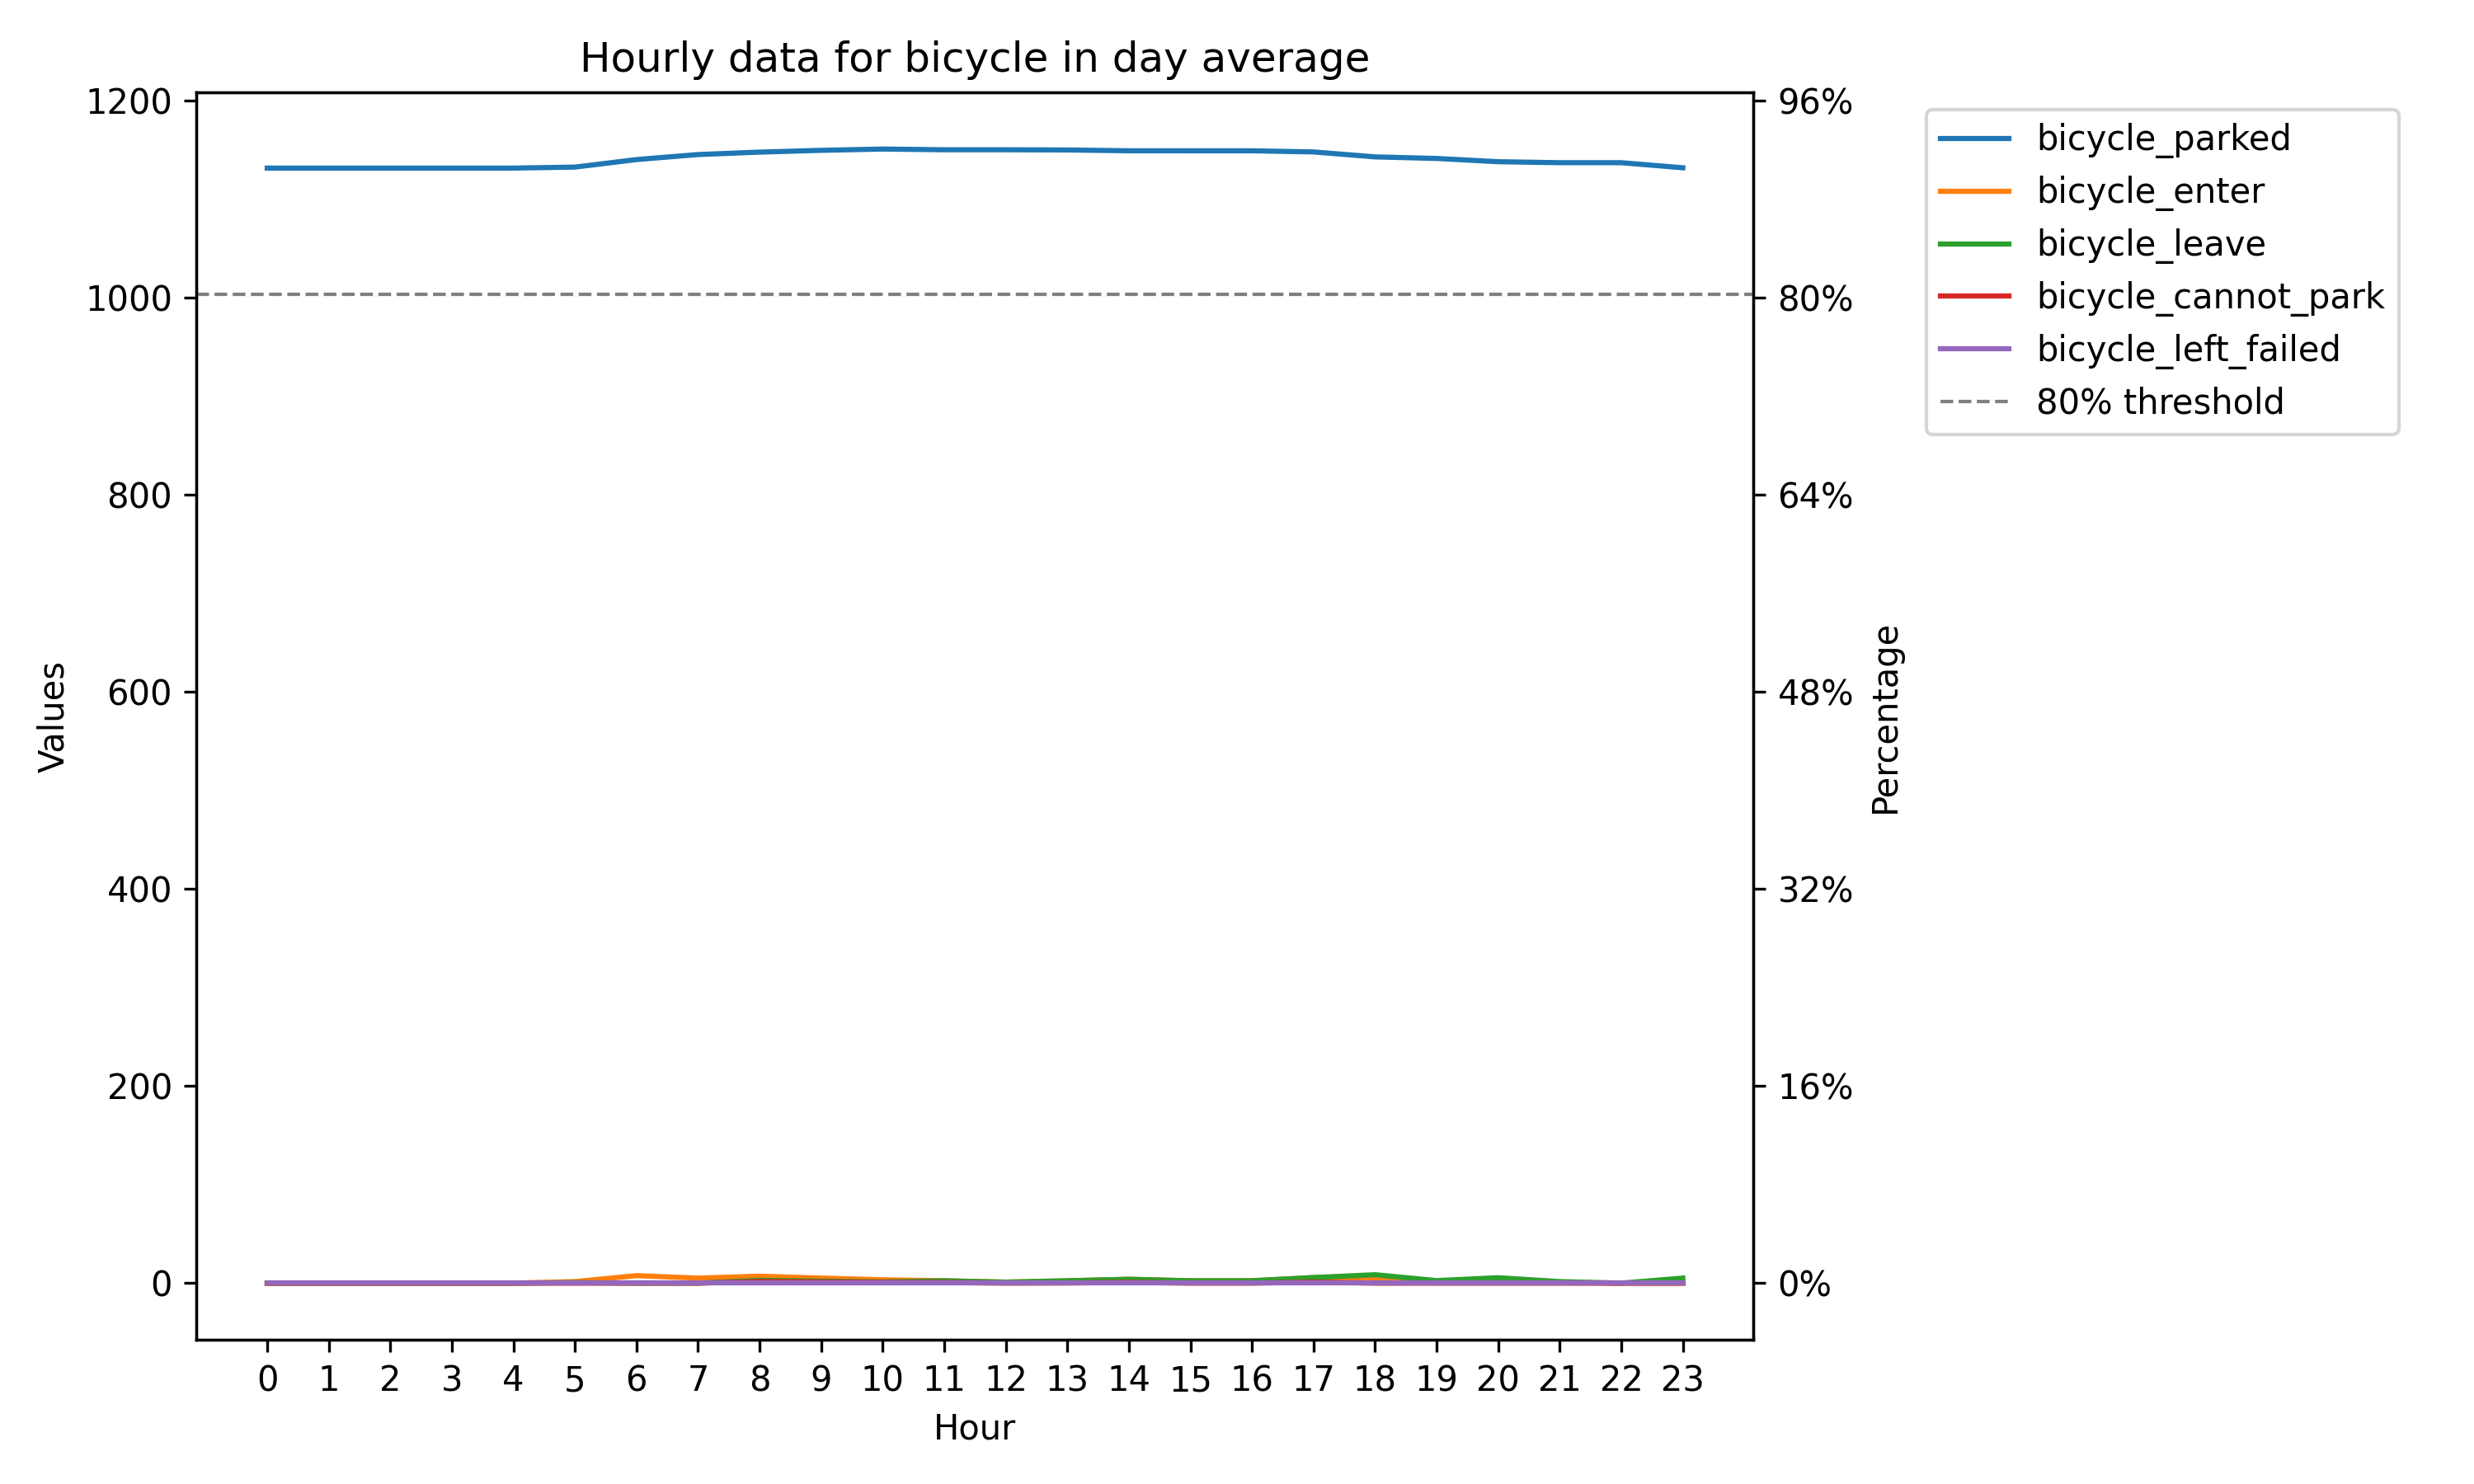 Hourly data for bicycle in day average
1200
1000
800
600
400
200
0
Values
96%
80%
64%
48%
32%
16%
0%
Percentage
0 1 2 3 4 5 6 7 8 9 10 11 12 13 14 15 16 17 18 19 20 21 22 23
Hour
bicycle_parked
bicycle_enter
bicycle_leave
bicycle_cannot_park
bicycle_left_failed
80% threshold